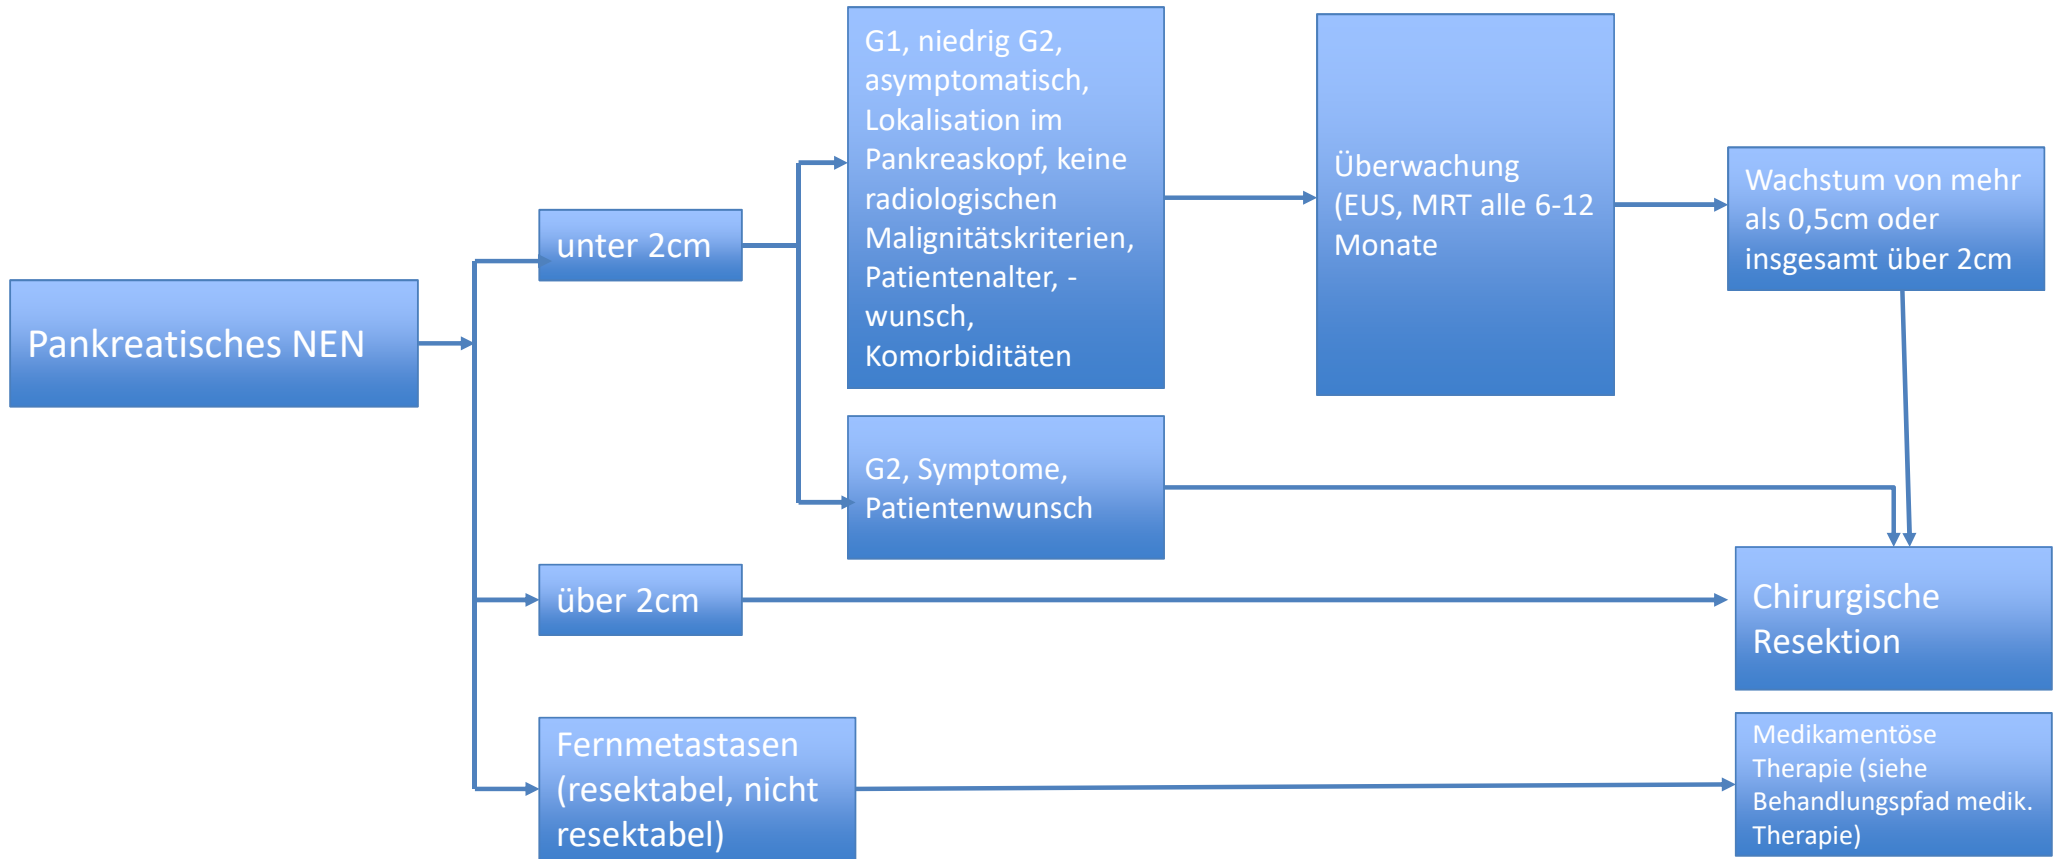 Pankreatisches NEN
unter 2cm
G1, niedrig G2,
asymptomatisch,
Lokalisation im
Pankreaskopf, keine
radiologischen
Malignitätskriterien,
Patientenalter, -
wunsch,
Komorbiditäten
Überwachung
(EUS, MRT alle 6-12
Monate
Wachstum von mehr
als 0,5cm oder
insgesamt über 2cm
G2, Symptome,
Patientenwunsch
über 2cm
Chirurgische
Resektion
Fernmetastasen
(resektabel, nicht
resektabel)
Medikamentöse
Therapie (siehe
Behandlungspfad medik.
Therapie)